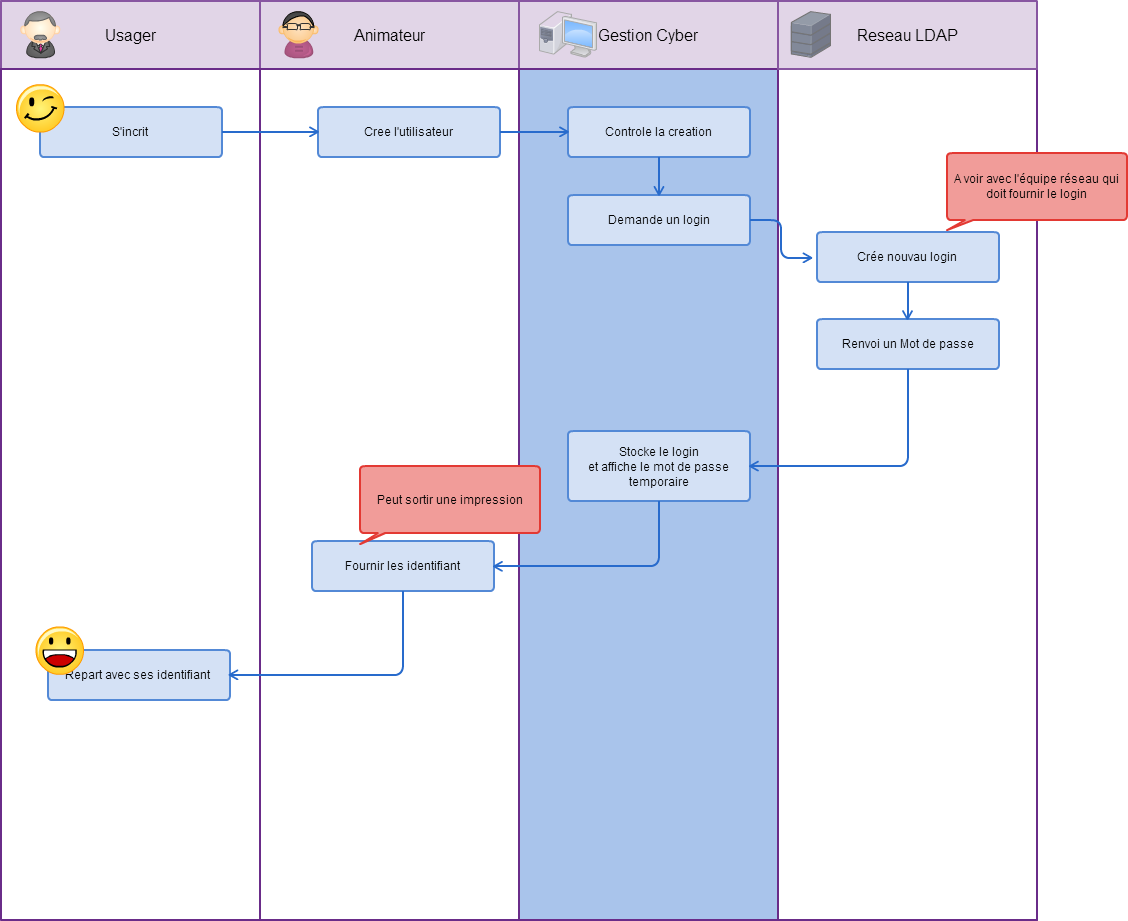 Usager
Animateur
Gestion Cyber
Reseau LDAP
S'incrit
Cree l'utilisateur
Controle la creation
A voir avec l'équipe réseau qui
doit fournir le login
Demande un login
Crée nouvau login
Renvoi un Mot de passe
Stocke le login
et affiche le mot de passe
temporaire
Peut sortir une impression
Fournir les identifiant
Repart avec ses identifiant